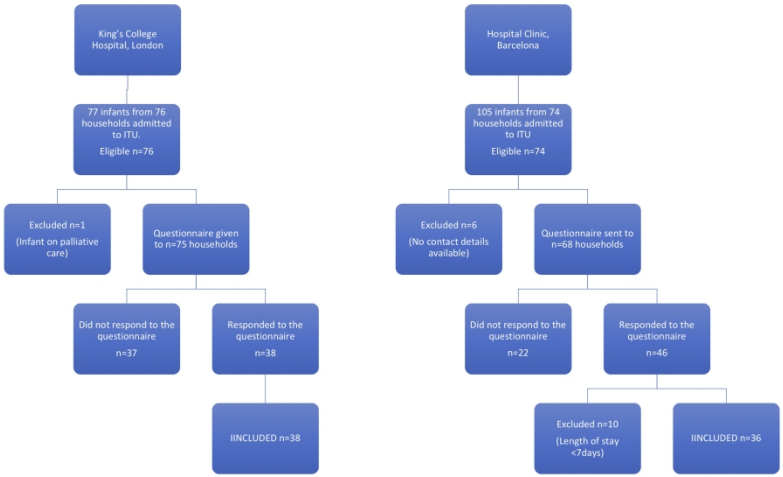 King's College
Hospital, London
77 infants from 76
households admitted
to ITU.
Eligible n=76
Excluded n=1
(Infant on palliative
care)
Questionnaire given
to n=75 households
Did not respond to the
questionnaire
n=37
Responded to the
questionnaire
n=38
IINCLUDED n=38
Hospital Clinic,
Barcelona
105 infants from 74
households admitted
to ITU
Eligible n=74
Excluded n=6
(No contact details
available)
Questionnaire sent to
n=68 households
Did not respond to the
questionnaire
n=22
Responded to the
questionnaire
n=46
Excluded n=10
(Length of stay
<7days)
IINCLUDED n=36